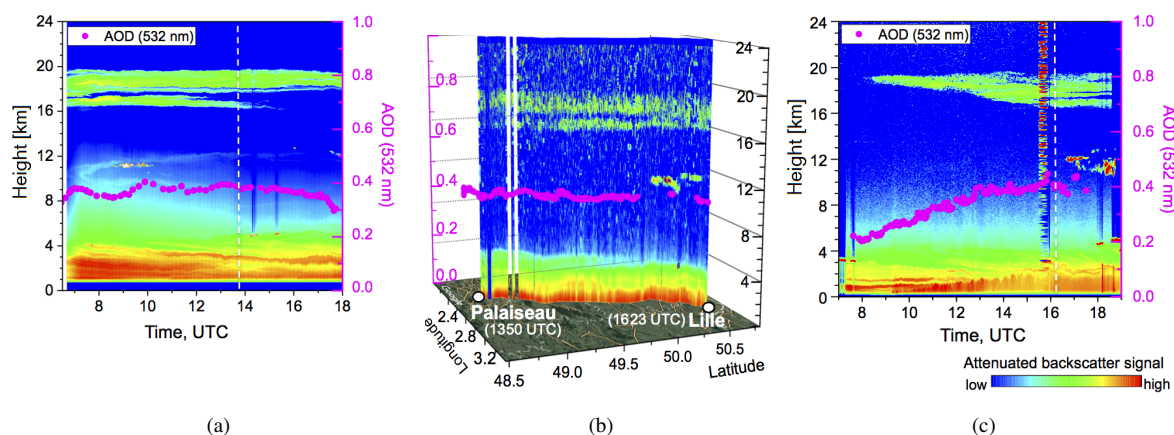 24
20
16
12
8
4
0
Height [km]
AOD (532 nm)
1.0
0.8
0.6
0.4
0.2
0.0
AOD (532 nm)
8 10 12 14 16 18
Time, UTC
(a)
0.8
0.6
0.4
0.2
0.0
24
20
16
12
8
4
Palaiseau
(1350 UTC)
(1623 UTC) Lille
2.4
2.8
3.2
Longitude
48.5 49.0 49.5 50.0 50.5
Latitude
(b)
24
20
16
12
8
4
0
Height [km]
AOD (532 nm)
1.0
0.8
0.6
0.4
0.2
0.0
AOD (532 nm)
8 10 12 14 16 18
Time, UTC
Attenuated backscatter signal
low high
(c)